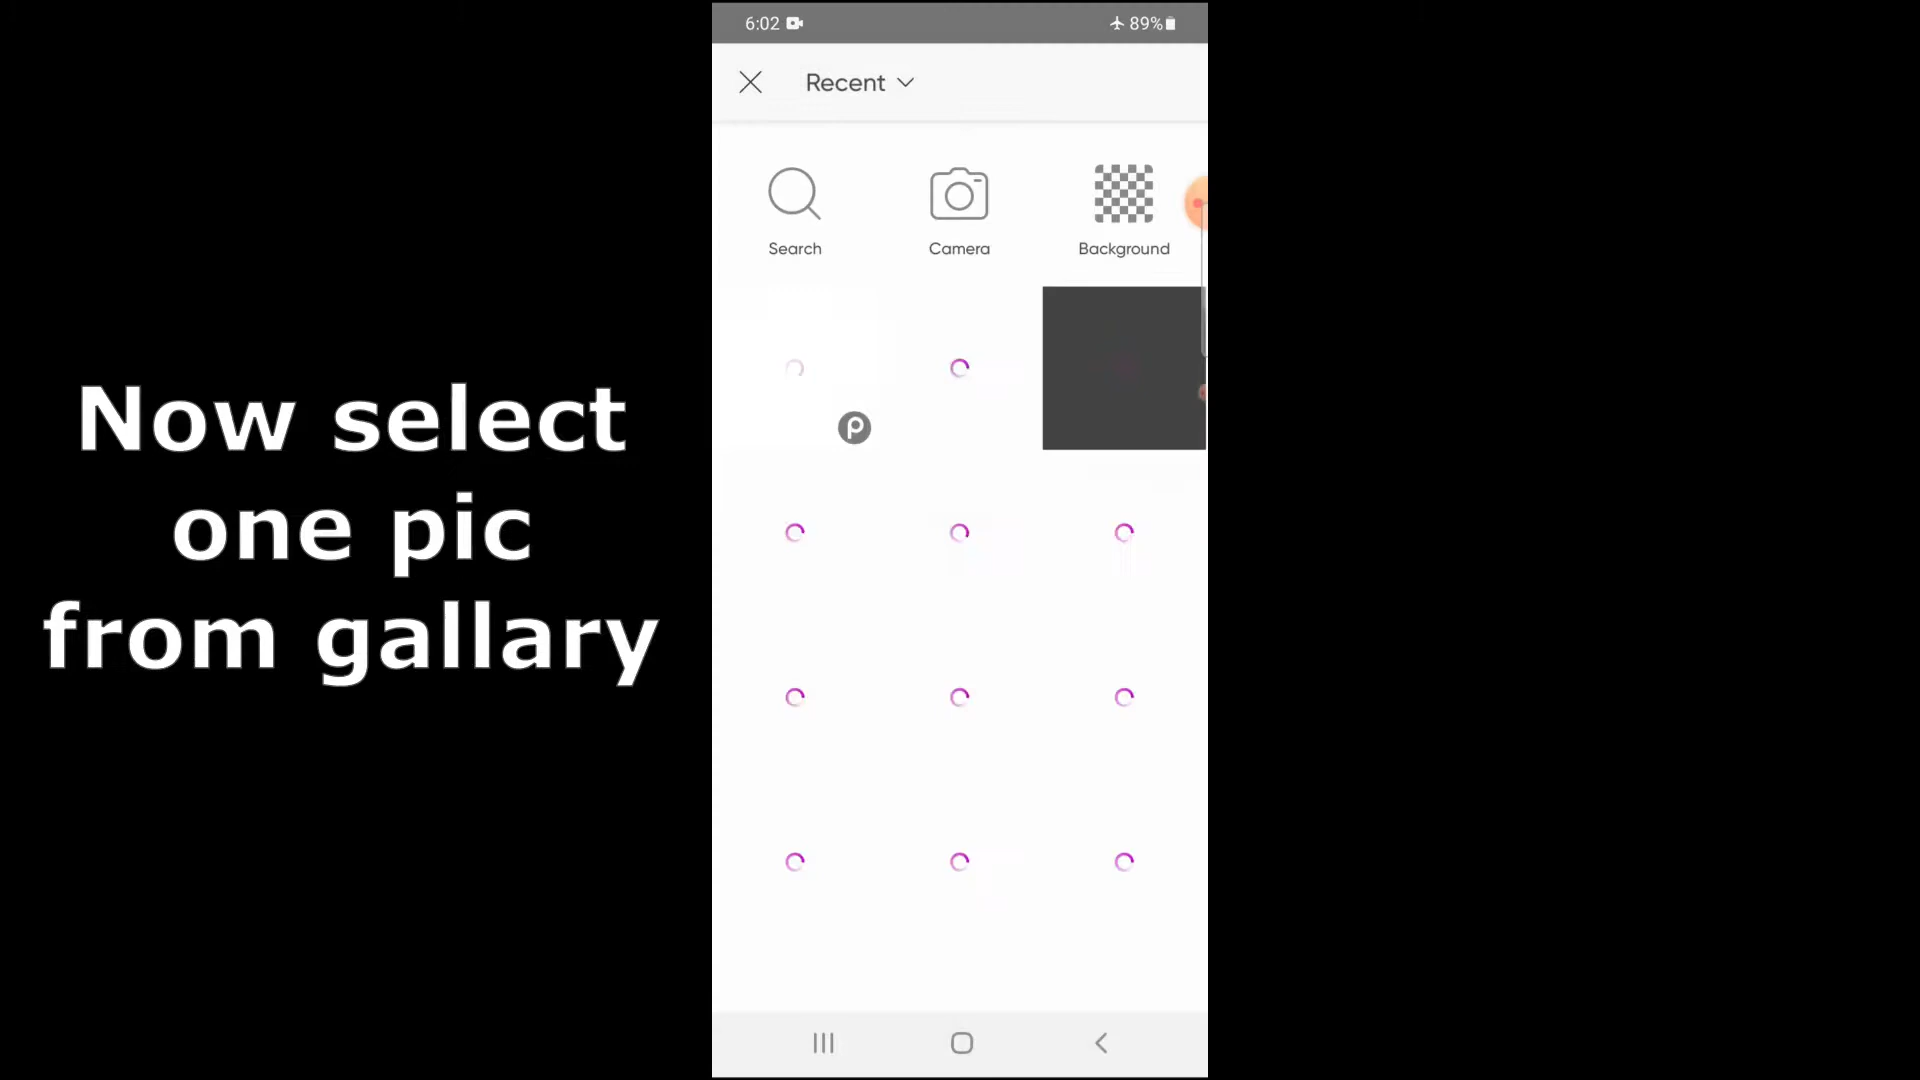 6:02
89%
Recent
Search
Camera
Background
Now select
one pic
from gallary